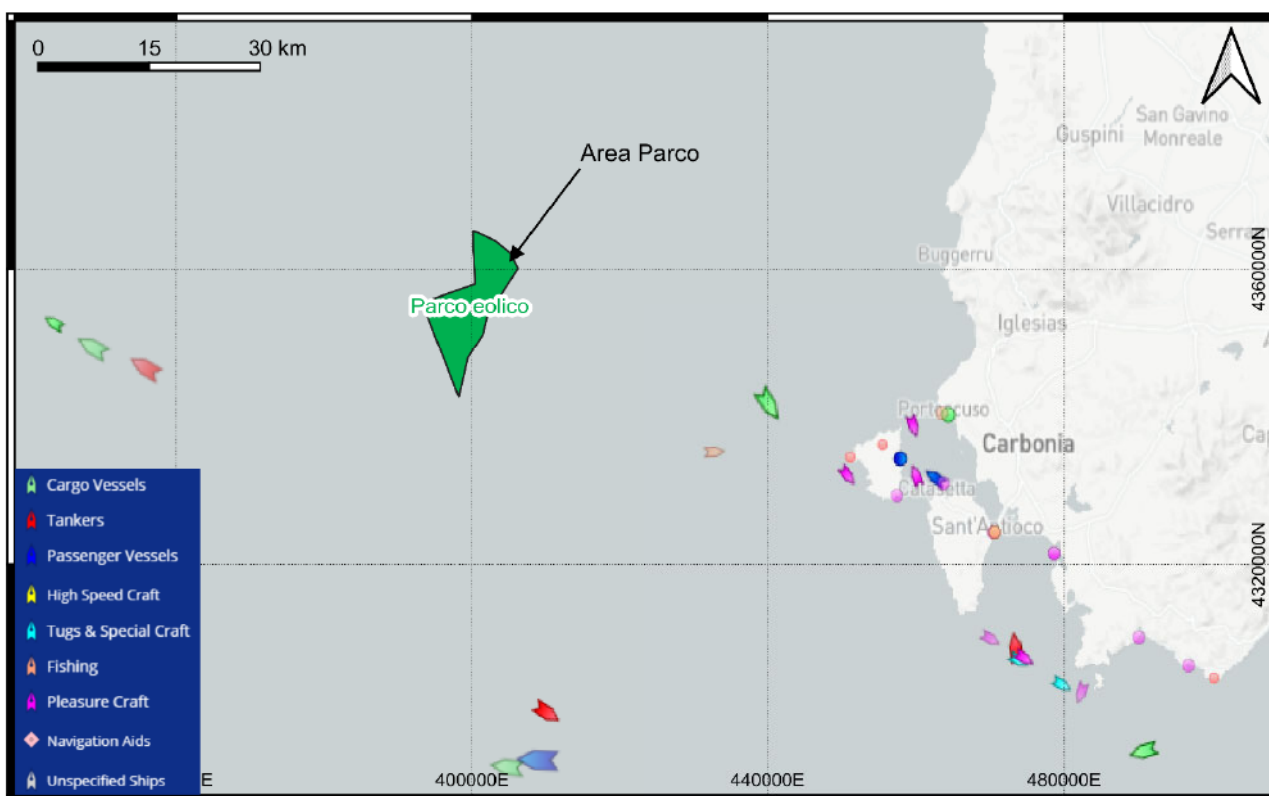 0 15 30 km
Area Parco
San Gavino
Monreale
Guspini
Villacidro
Buggerru
4360000N
Parco eolico
Iglesias
Portoscuso
Carbonia
Calasetta
Sant'Antioco
4320000N
Cargo Vessels
Tankers
Passenger Vessels
High Speed Craft
Tugs & Special Craft
Fishing
Pleasure Craft
Navigation Aids
Unspecified Ships
E
400000E
440000E
480000E